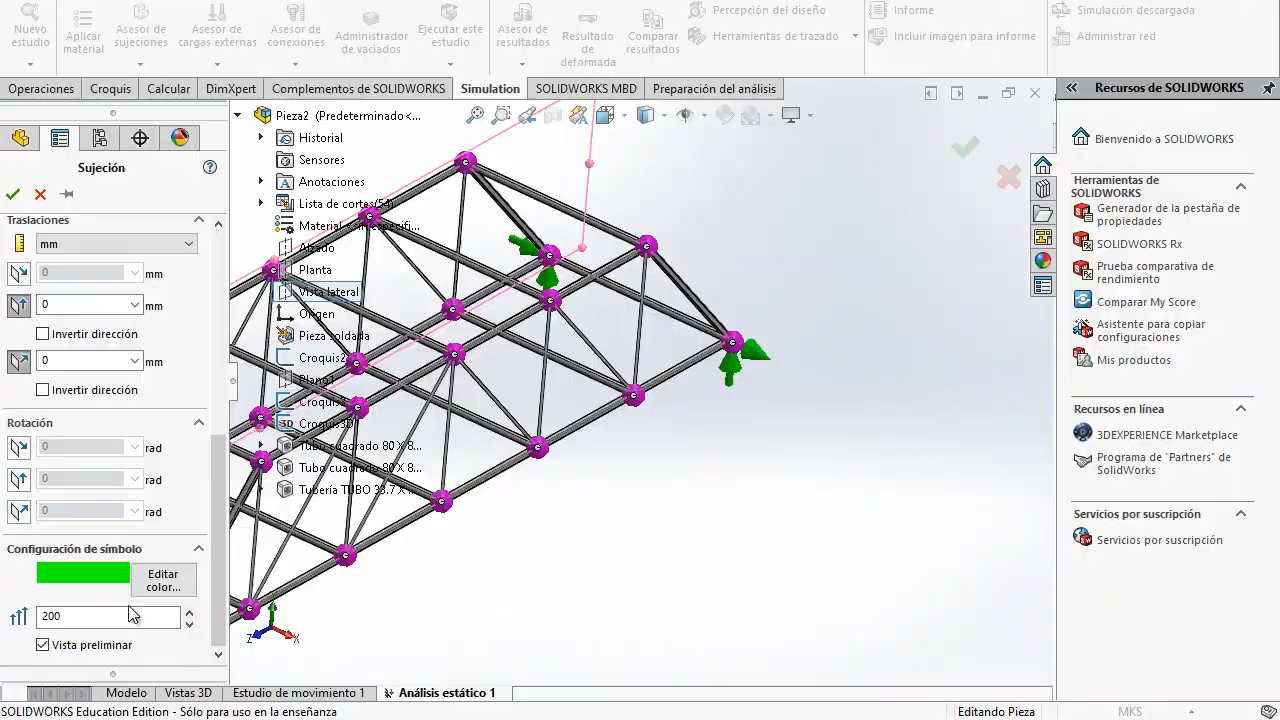 Nuevo estudio
Aplicar material
Asesor de sujeciones
Asesor de cargas externas
Asesor de conexiones
Administrador de vaciados
Ejecutar este estudio
Asesor de resultados
Resultado de deformada
Comparar resultados
Percepción del diseño
Herramientas de trazado
Informe
Incluir imagen para informe
Simulación descargada
Administrar red
Operaciones
Croquis
Calcular
DimXpert
Complementos de SOLIDWORKS
Simulation
SOLIDWORKS MBD
Preparación del análisis
Sujeción
Traslaciones
mm
0 mm
0 mm
Invertir dirección
0 mm
Invertir dirección
Rotación
0 rad
0 rad
0 rad
Configuración de símbolo
Editar color...
200
Vista preliminar
Pieza2 (Predeterminado<...
Historial
Sensores
Anotaciones
Lista de cortes(54)
Material
Alzado
Planta
Vista lateral
Origen
Pieza soldada
Croquis2
Plano1
Croquis
Croquis3D
Tubo cuadrado 80 X 8...
Tubo cuadrado 80 X 8...
Tubería TUBO 33.7 X
Z
X
Recursos de SOLIDWORKS
Bienvenido a SOLIDWORKS
Herramientas de
SOLIDWORKS
Generador de la pestaña de
propiedades
SOLIDWORKS Rx
Prueba comparativa de
rendimiento
Comparar My Score
Asistente para copiar
configuraciones
Mis productos
Recursos en línea
3DEXPERIENCE Marketplace
Programa de "Partners" de
SolidWorks
Servicios por suscripción
Servicios por suscripción
Modelo
Vistas 3D
Estudio de movimiento 1
Análisis estático 1
SOLIDWORKS Education Edition - Sólo para uso en la enseñanza
Editando Pieza
MKS